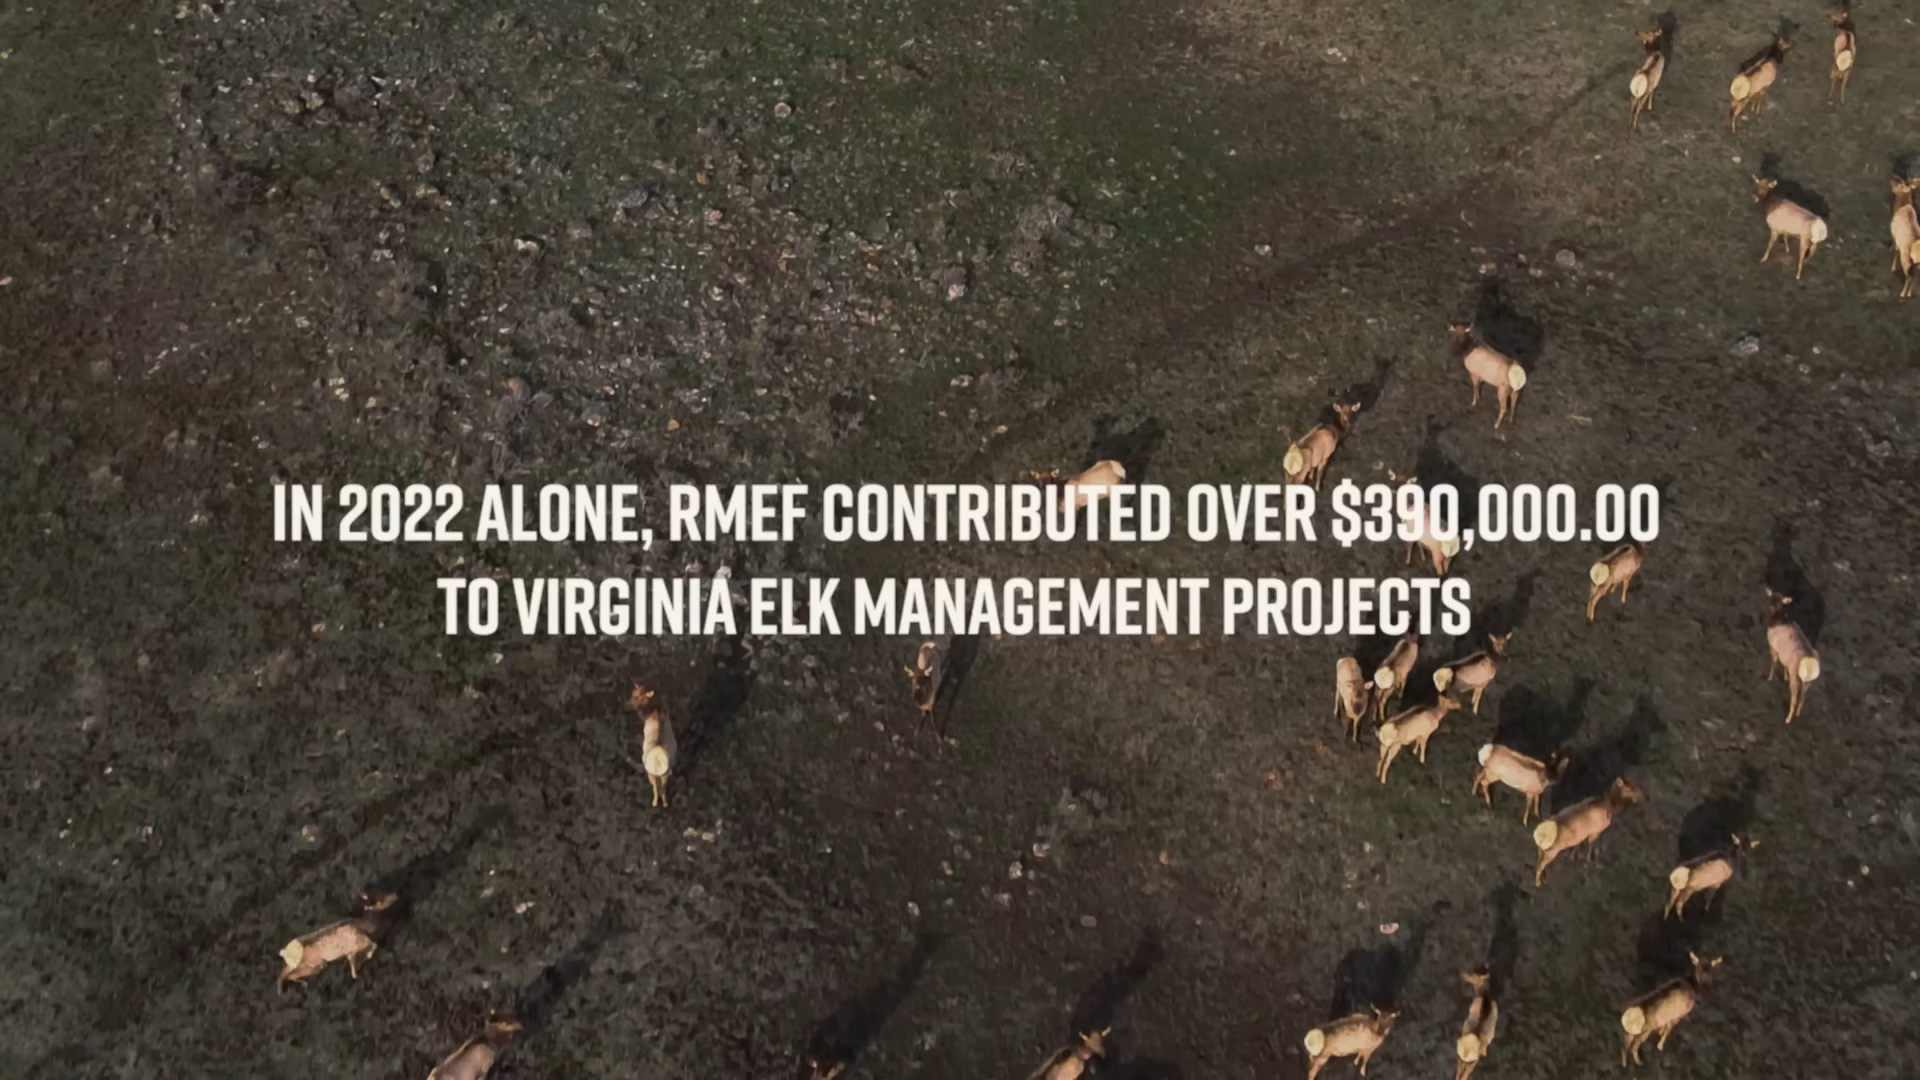 IN 2022 ALONE, RMEF CONTRIBUTED OVER $390,000.00
TO VIRGINIA ELK MANAGEMENT PROJECTS